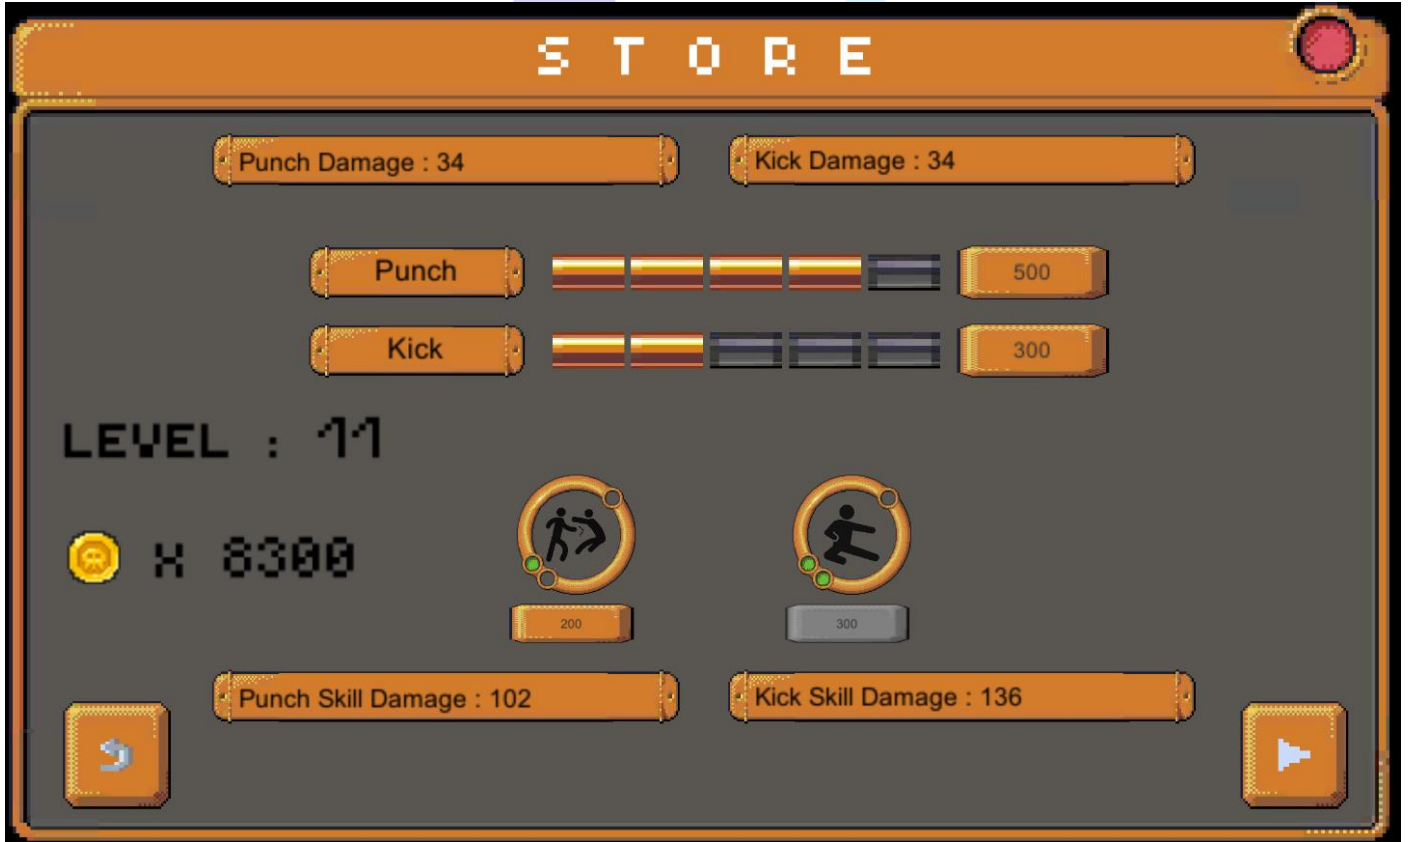 STORE
Punch Damage : 34
Kick Damage : 34
Punch
500
Kick
300
LEVEL : 11
X 8300
200
300
Punch Skill Damage : 102
Kick Skill Damage : 136